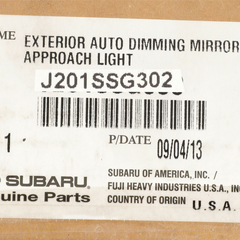 ME EXTERIOR AUTO DIMMING MIRROR
APPROACH LIGHT
J201SSG302
1 P/DATE 09/04/13
SUBARU SUBARU OF AMERICA, INC. /
uine Parts FUJI HEAVY INDUSTRIES U.S.A., INC
COUNTRY OF ORIGIN U.S.A.